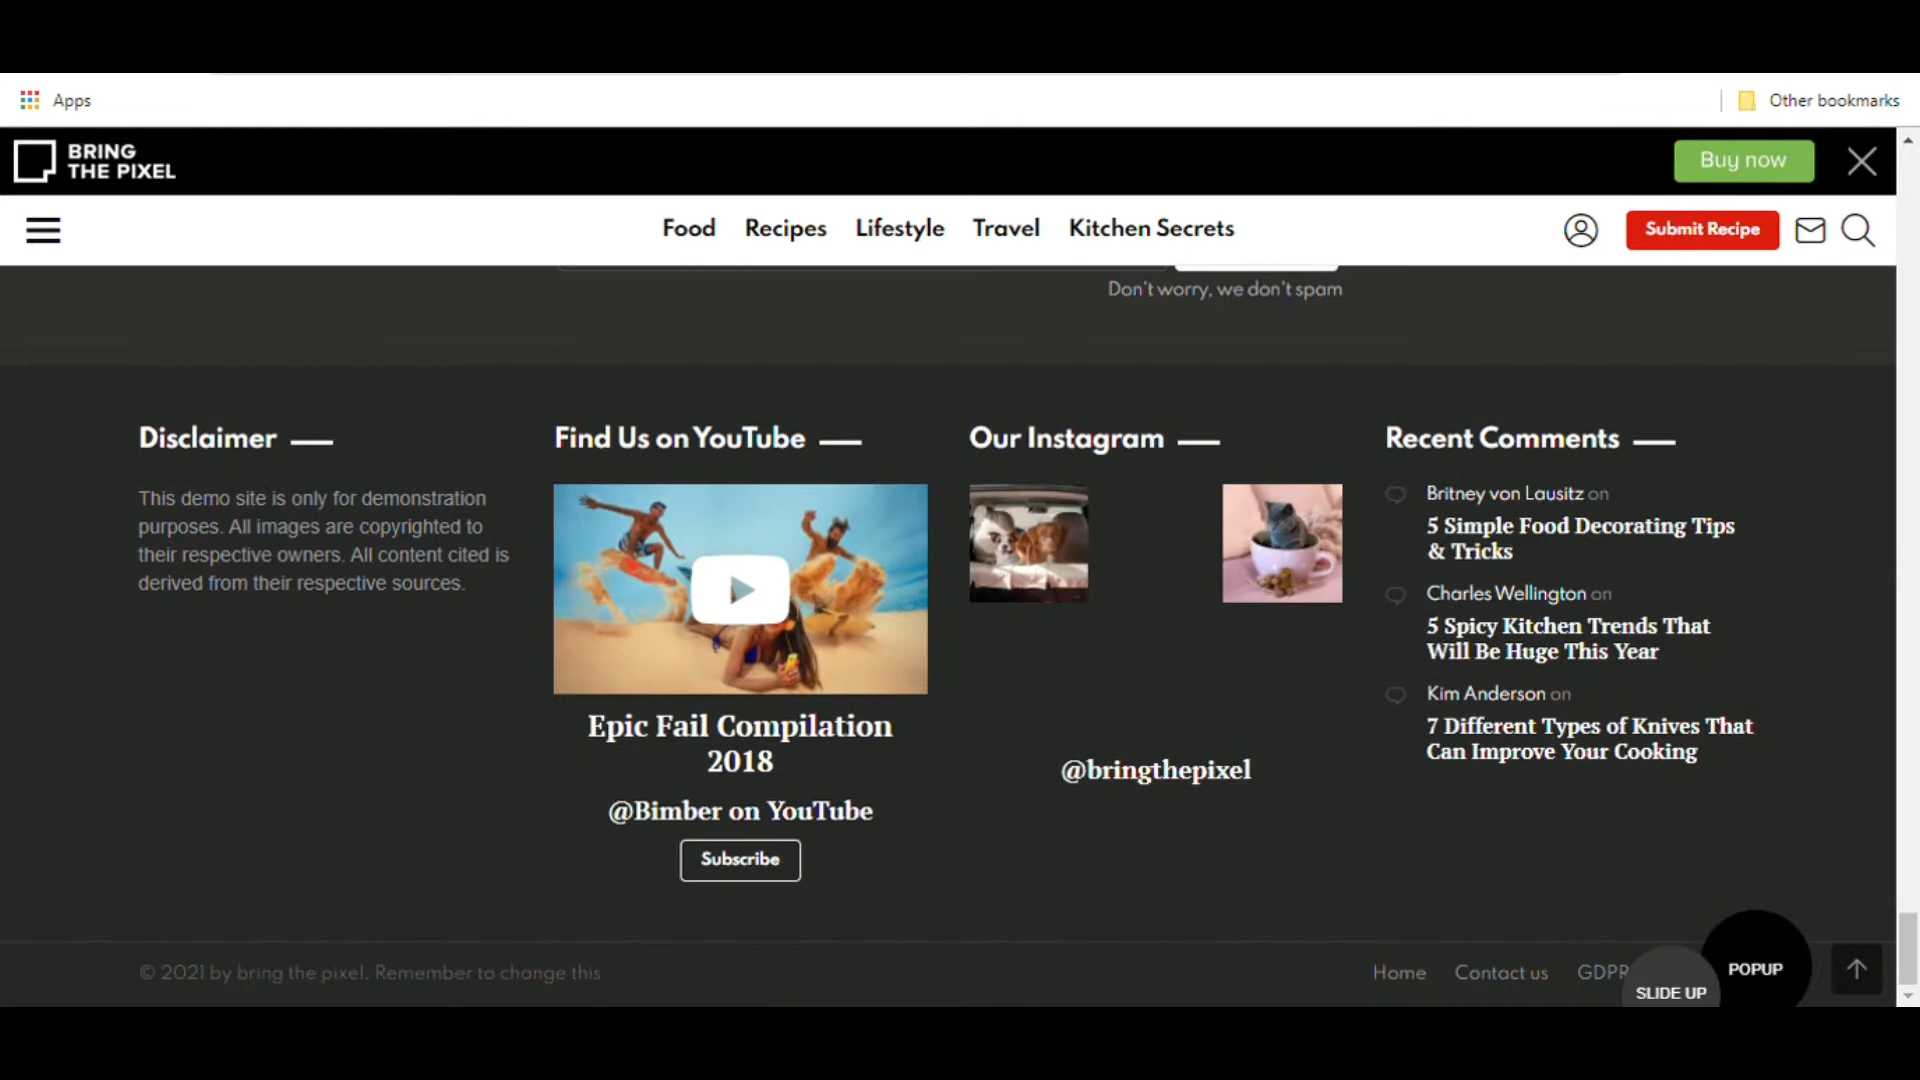 Apps
Other bookmarks
BRING
THE PIXEL
Buy now
Food Recipes Lifestyle Travel Kitchen Secrets
Submit Recipe
Don't worry, we don't spam
Disclaimer
This demo site is only for demonstration
purposes. All images are copyrighted to
their respective owners. All content cited is
derived from their respective sources.
Find Us on YouTube
Epic Fail Compilation
2018
@Bimber on YouTube
Subscribe
Our Instagram
@bringthepixel
Recent Comments
Britney von Lausitz on
5 Simple Food Decorating Tips
& Tricks
Charles Wellington on
5 Spicy Kitchen Trends That
Will Be Huge This Year
Kim Anderson on
7 Different Types of Knives That
Can Improve Your Cooking
© 2021 by bring the pixel. Remember to change this
Home Contact us GDPR
SLIDE UP
POPUP